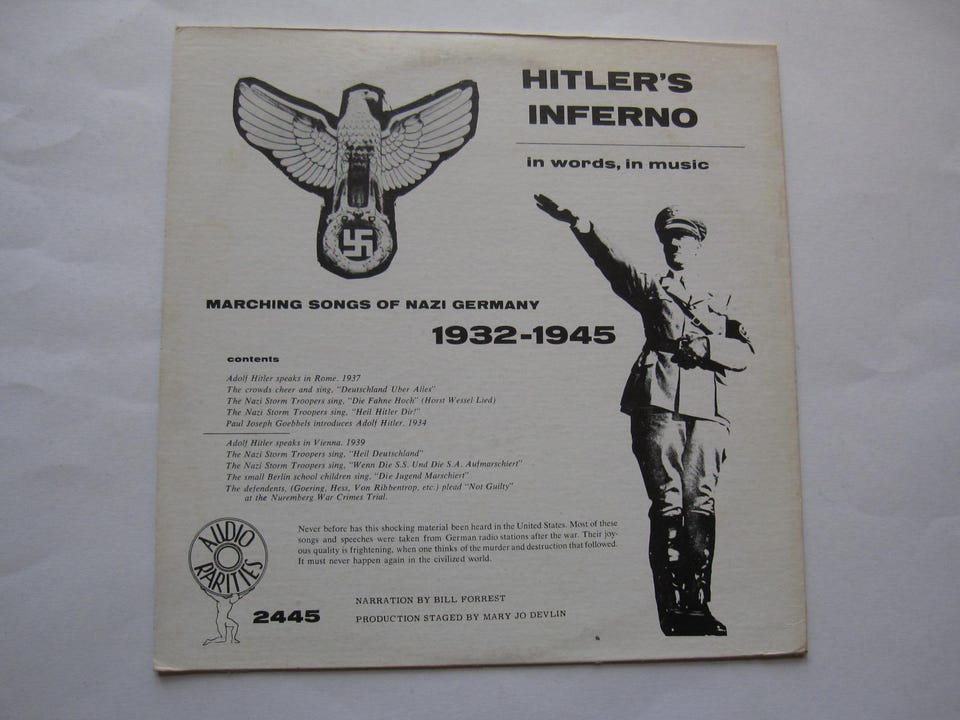 HITLER'S
INFERNO
in words, in music
MARCHING SONGS OF NAZI GERMANY
1932-1945
contents
Adolf Hitler speaks in Rome. 1937
The crowds cheer and sing, "Deutschland Uber Alles"
The Nazi Storm Troopers sing, "Die Fahne Hoch" (Horst Wessel Lied)
The Nazi Storm Troopers sing, "Heil Hitler Dir!"
Paul Joseph Goebbels introduces Adolf Hitler. 1934
Adolf Hitler speaks in Vienna. 1939
The Nazi Storm Troopers sing, "Heil Deutschland"
The Nazi Storm Troopers sing, "Wenn Die S.S. Und Die S.A. Aufmarschiert"
The small Berlin school children sing, "Die Jugend Marschiert"
The defendents, (Goering, Hess, Von Ribbentrop, etc.) plead "Not Guilty"
at the Nuremberg War Crimes Trial.
Never before has this shocking material been heard in the United States. Most of these
songs and speeches were taken from German radio stations after the war. Their joy-
ous quality is frightening, when one thinks of the murder and destruction that followed.
It must never happen again in the civilized world.
AUDIO
RARITIES
2445
NARRATION BY BILL FORREST
PRODUCTION STAGED BY MARY JO DEVLIN